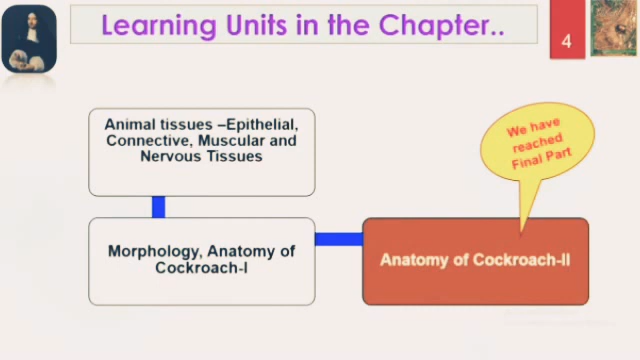 Learning Units in the Chapter..
4
Animal tissues –Epithelial,
Connective, Muscular and
Nervous Tissues
We have
reached
Final Part
Morphology, Anatomy of
Cockroach-I
Anatomy of Cockroach-II